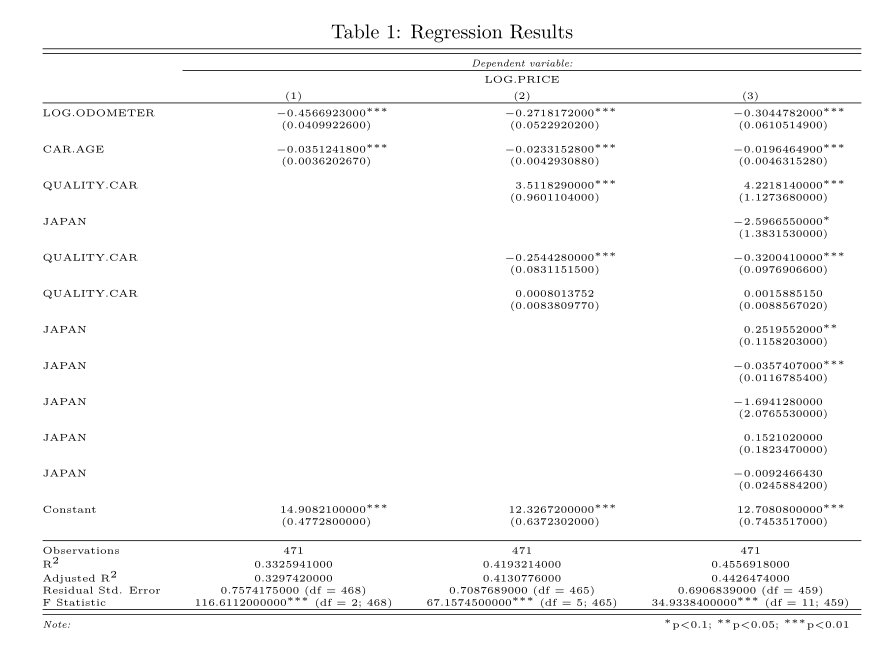 Table 1: Regression Results
Dependent variable:
LOG.PRICE
(1) (2) (3)
LOG.ODOMETER −0.4566923000*** −0.2718172000*** −0.3044782000***
(0.0409922600) (0.0522920200) (0.0610514900)
CAR.AGE −0.0351241800*** −0.0233152800*** −0.0196464900***
(0.0036202670) (0.0042930880) (0.0046315280)
QUALITY.CAR 3.5118290000*** 4.2218140000***
(0.9601104000) (1.1273680000)
JAPAN −2.5966550000*
(1.3831530000)
QUALITY.CAR −0.2544280000*** −0.3200410000***
(0.0831151500) (0.0976906600)
QUALITY.CAR 0.0008013752 0.0015885150
(0.0083809770) (0.0088567020)
JAPAN 0.2519552000**
(0.1158203000)
JAPAN −0.0357407000***
(0.0116785400)
JAPAN −1.6941280000
(2.0765530000)
JAPAN 0.1521020000
(0.1823470000)
JAPAN −0.0092466430
(0.0245884200)
Constant 14.9082100000*** 12.3267200000*** 12.7080800000***
(0.4772800000) (0.6372302000) (0.7453517000)
Observations 471 471 471
R2 0.3325941000 0.4193214000 0.4556918000
Adjusted R2 0.3297420000 0.4130776000 0.4426474000
Residual Std. Error 0.7574175000 (df = 468) 0.7087689000 (df = 465) 0.6906839000 (df = 459)
F Statistic 116.6112000000*** (df = 2; 468) 67.1574500000*** (df = 5; 465) 34.9338400000*** (df = 11; 459)
Note: *p<0.1; **p<0.05; ***p<0.01